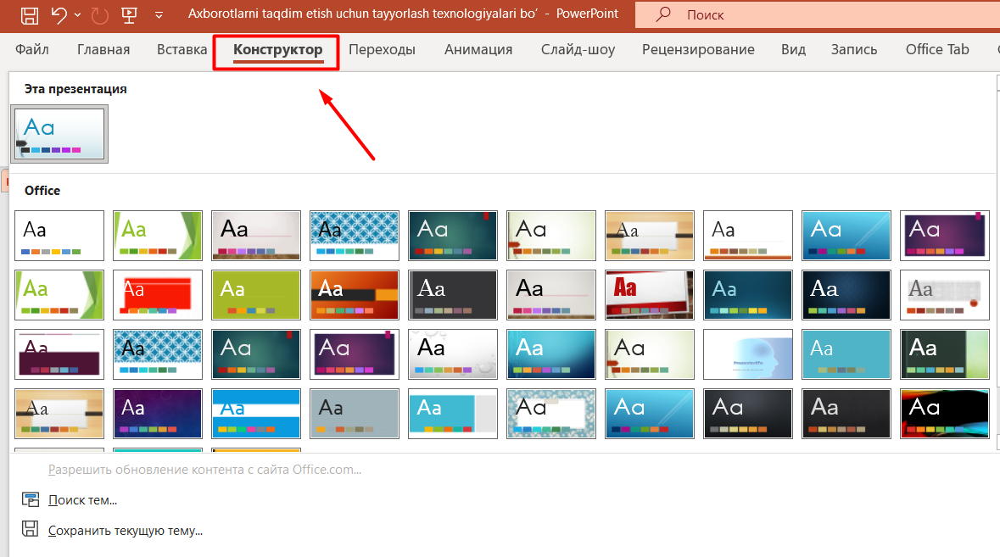 Axborotlarni taqdim etish uchun tayyorlash texnologiyalari bo’ - PowerPoint
Поиск
Файл Главная Вставка Конструктор Переходы Анимация Слайд-шоу Рецензирование Вид Запись Office Tab
Эта презентация
Aa
Office
Aa Aa Aa Aa Aa Aa Aa Aa Aa Aa
Aa Aa Aa Aa Aa Aa Aa Aa Aa Aa
Aa Aa Aa Aa Aa Aa Aa Aa Aa
Aa Aa Aa Aa Aa Aa Aa Aa Aa Aa
Разрешить обновление контента с сайта Office.com...
Поиск тем...
Сохранить текущую тему...